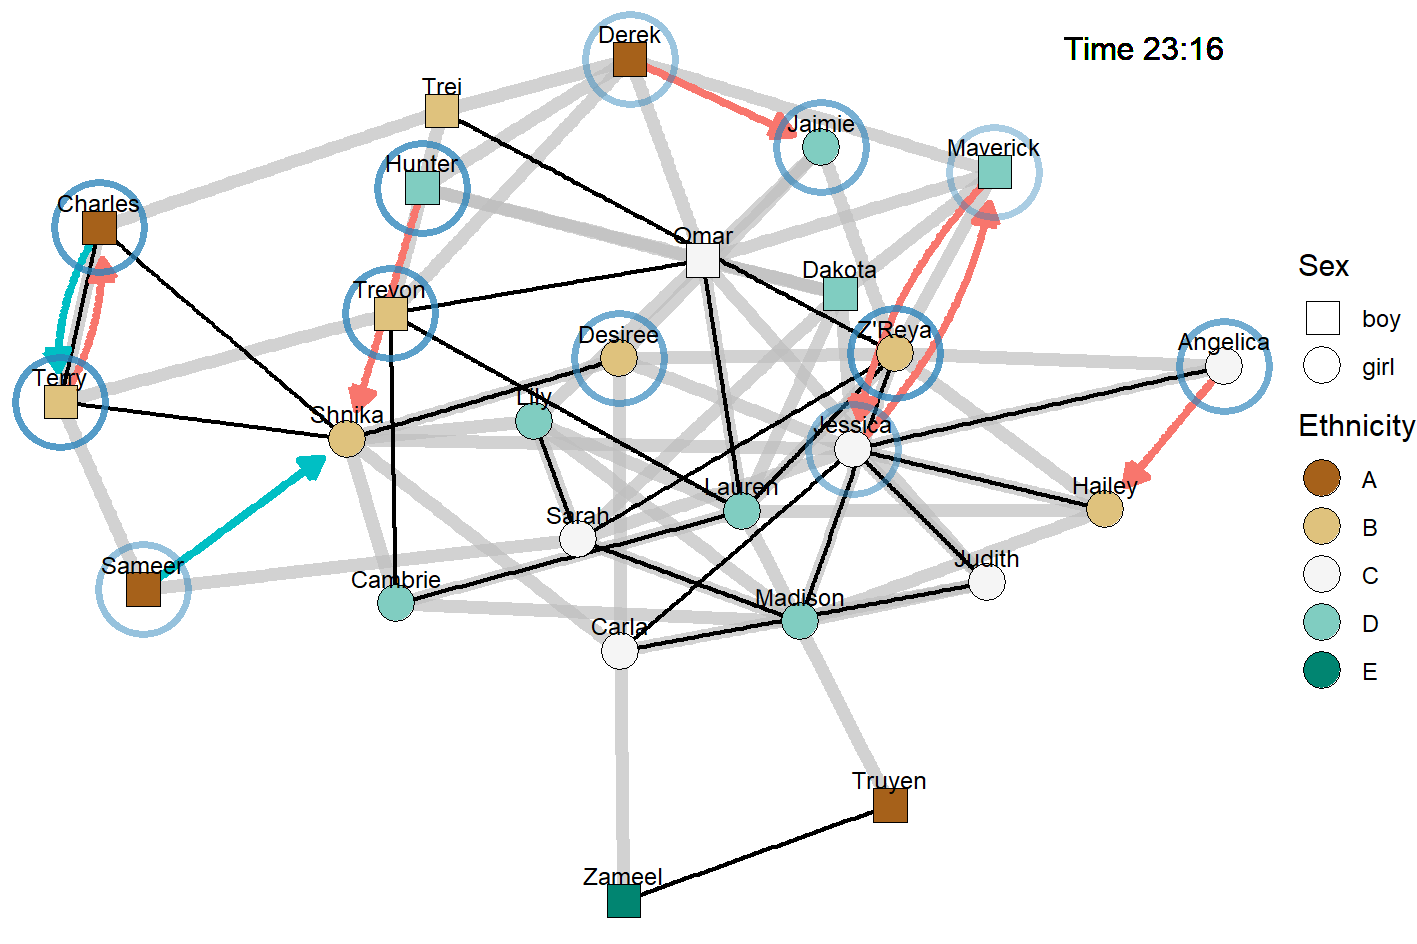 Derek
Time 23:16
Trei
Jaimie
Maverick
Hunter
Charles
Omar
Dakota
Sex
Trevon
boy
Desiree
Z'Reya
Angelica
girl
Terry
Lily
Shnika
Jessica
Ethnicity
A
Lauren
Hailey
Sarah
B
Sameer
Cambrie
Judith
C
Madison
Carla
D
E
Truyen
Zameel